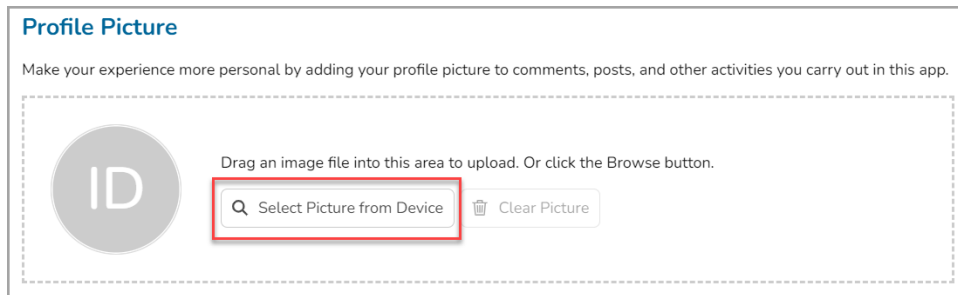 Profile Picture
Make your experience more personal by adding your profile picture to comments, posts, and other activities you carry out in this app.
ID
Drag an image file into this area to upload. Or click the Browse button.
Select Picture from Device
Clear Picture